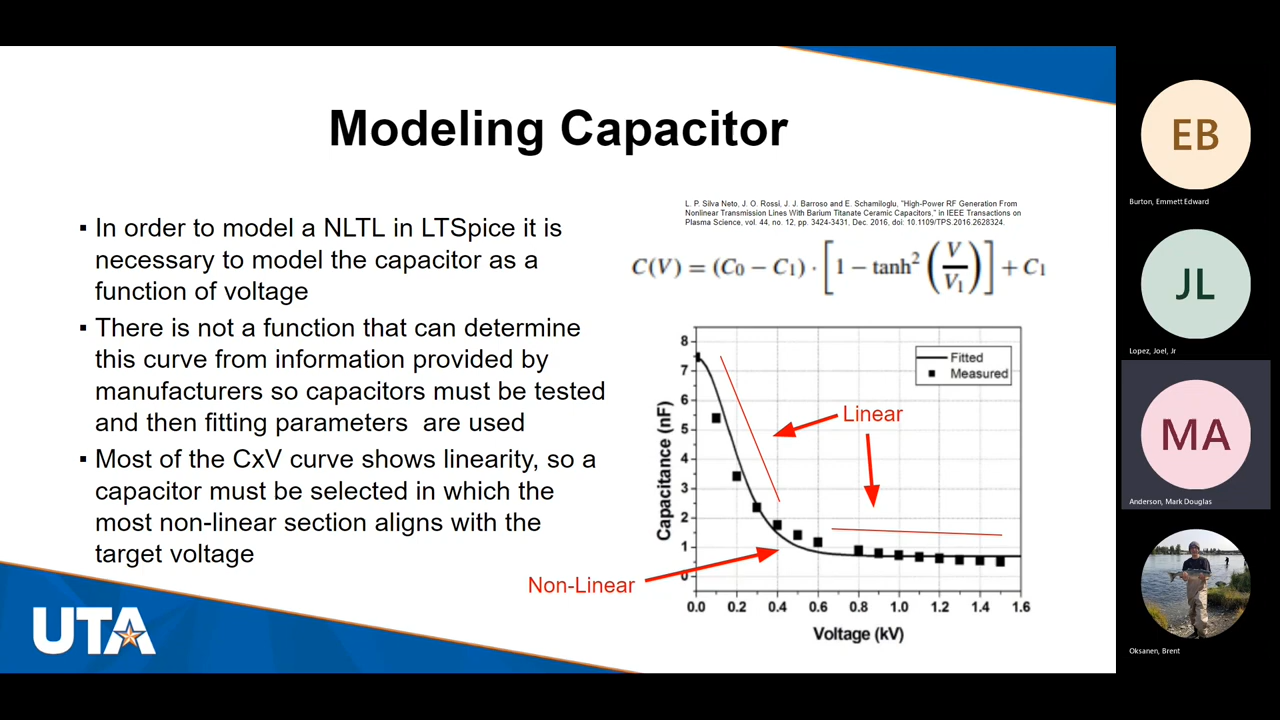 Modeling Capacitor
▪ In order to model a NLTL in LTSpice it is
necessary to model the capacitor as a
function of voltage
▪ There is not a function that can determine
this curve from information provided by
manufacturers so capacitors must be tested
and then fitting parameters are used
▪ Most of the CxV curve shows linearity, so a
capacitor must be selected in which the
most non-linear section aligns with the
target voltage
L. P. Silva Neto, J. O. Rossi, J. J. Barroso and E. Schamiloglu, "High-Power RF Generation From
Nonlinear Transmission Lines With Barium Titanate Ceramic Capacitors," in IEEE Transactions on
Plasma Science, vol. 44, no. 12, pp. 3424-3431, Dec. 2016, doi: 10.1109/TPS.2016.2628324.
C(V) = (C₀ − C₁) · [1 − tanh² (V/V₁)] + C₁
Capacitance (nF)
8
7
6
5
4
3
2
1
0
Fitted
Measured
Linear
Non-Linear
0.0 0.2 0.4 0.6 0.8 1.0 1.2 1.4 1.6
Voltage (kV)
UTA
EB
Burton, Emmett Edward
JL
Lopez, Joel, Jr
MA
Anderson, Mark Douglas
Oksanen, Brent